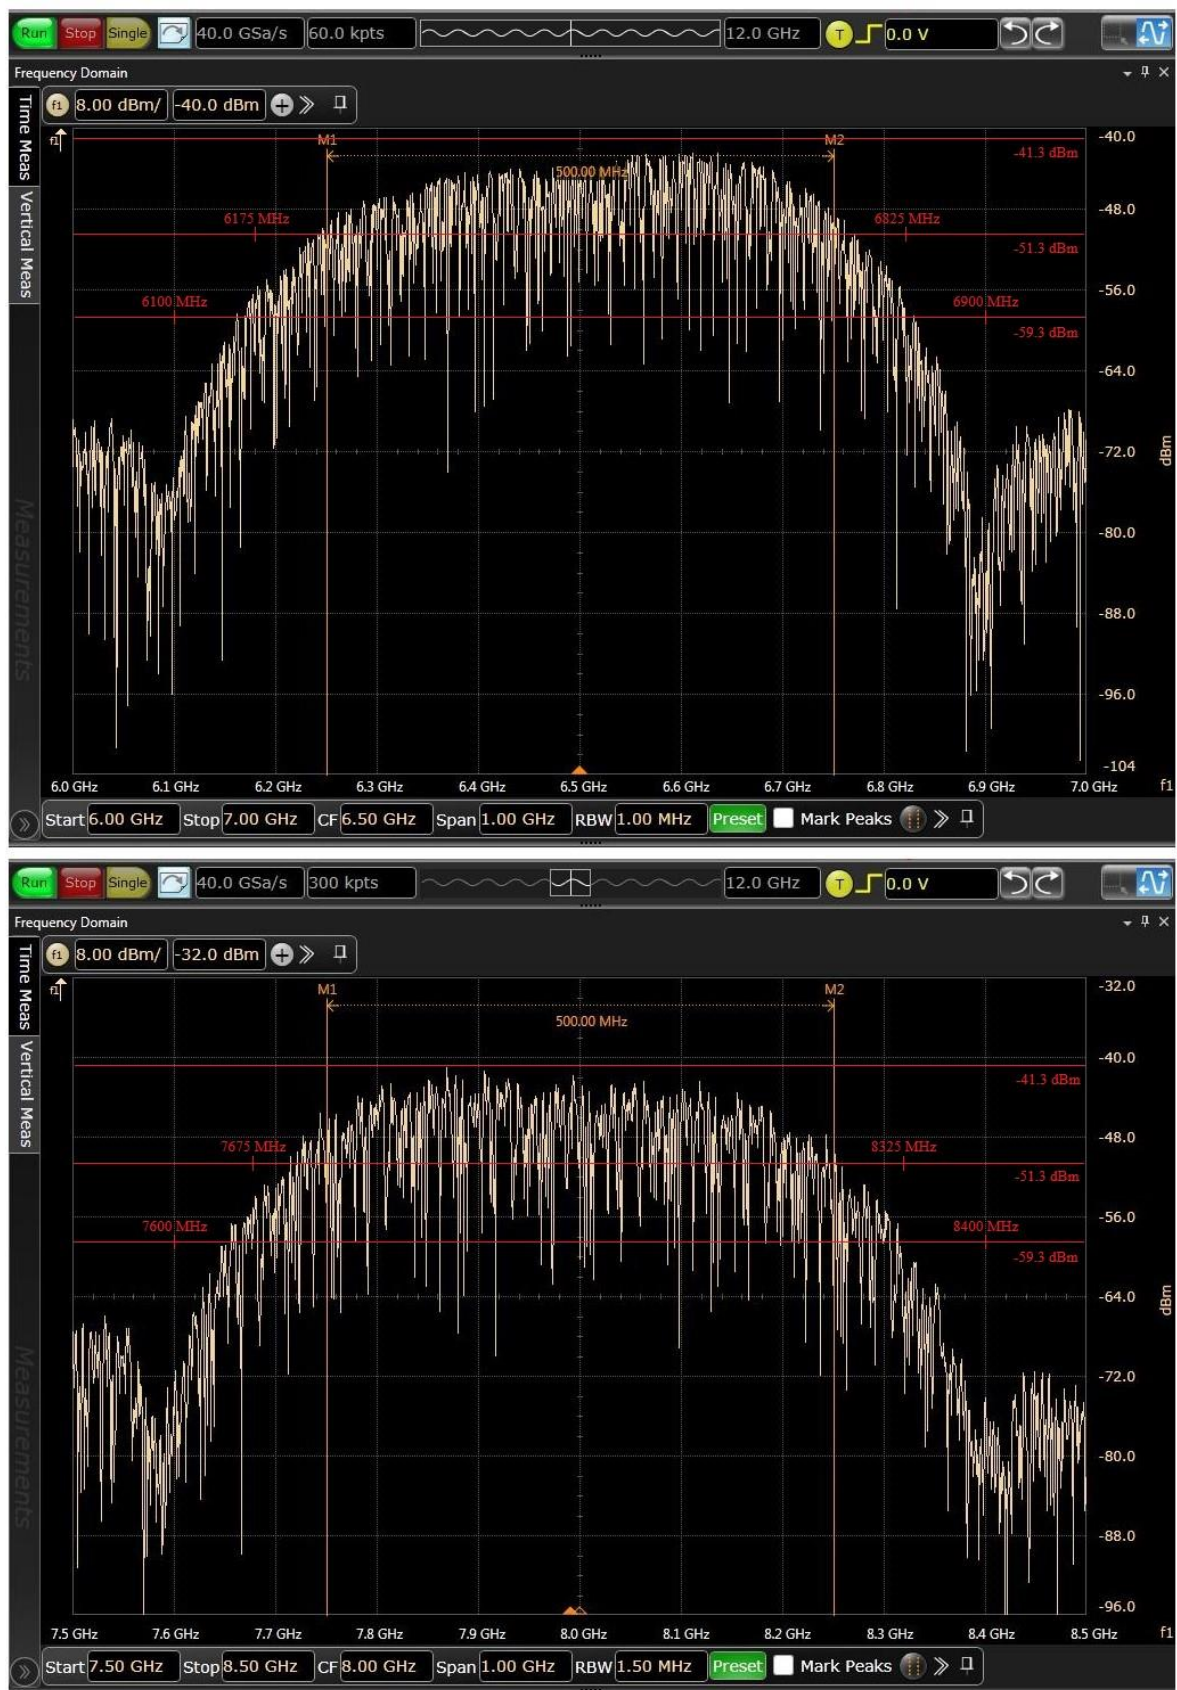 Run Stop Single 40.0 GSa/s 60.0 kpts 12.0 GHz T 0.0 V
Frequency Domain
Time Meas
Vertical Meas
Measurements
f1 8.00 dBm/ -40.0 dBm
f1
M1 M2
-40.0
-41.3 dBm
500.00 MHz
-48.0
6175 MHz 6825 MHz
-51.3 dBm
-56.0
6100 MHz 6900 MHz
-59.3 dBm
-64.0
-72.0
dBm
-80.0
-88.0
-96.0
-104
6.0 GHz 6.1 GHz 6.2 GHz 6.3 GHz 6.4 GHz 6.5 GHz 6.6 GHz 6.7 GHz 6.8 GHz 6.9 GHz 7.0 GHz f1
Start 6.00 GHz Stop 7.00 GHz CF 6.50 GHz Span 1.00 GHz RBW 1.00 MHz Preset Mark Peaks
Run Stop Single 40.0 GSa/s 300 kpts 12.0 GHz T 0.0 V
Frequency Domain
Time Meas
Vertical Meas
Measurements
f1 8.00 dBm/ -32.0 dBm
f1
M1 M2
-32.0
500.00 MHz
-40.0
-41.3 dBm
-48.0
7675 MHz 8325 MHz
-51.3 dBm
-56.0
7600 MHz 8400 MHz
-59.3 dBm
-64.0
dBm
-72.0
-80.0
-88.0
-96.0
7.5 GHz 7.6 GHz 7.7 GHz 7.8 GHz 7.9 GHz 8.0 GHz 8.1 GHz 8.2 GHz 8.3 GHz 8.4 GHz 8.5 GHz f1
Start 7.50 GHz Stop 8.50 GHz CF 8.00 GHz Span 1.00 GHz RBW 1.50 MHz Preset Mark Peaks